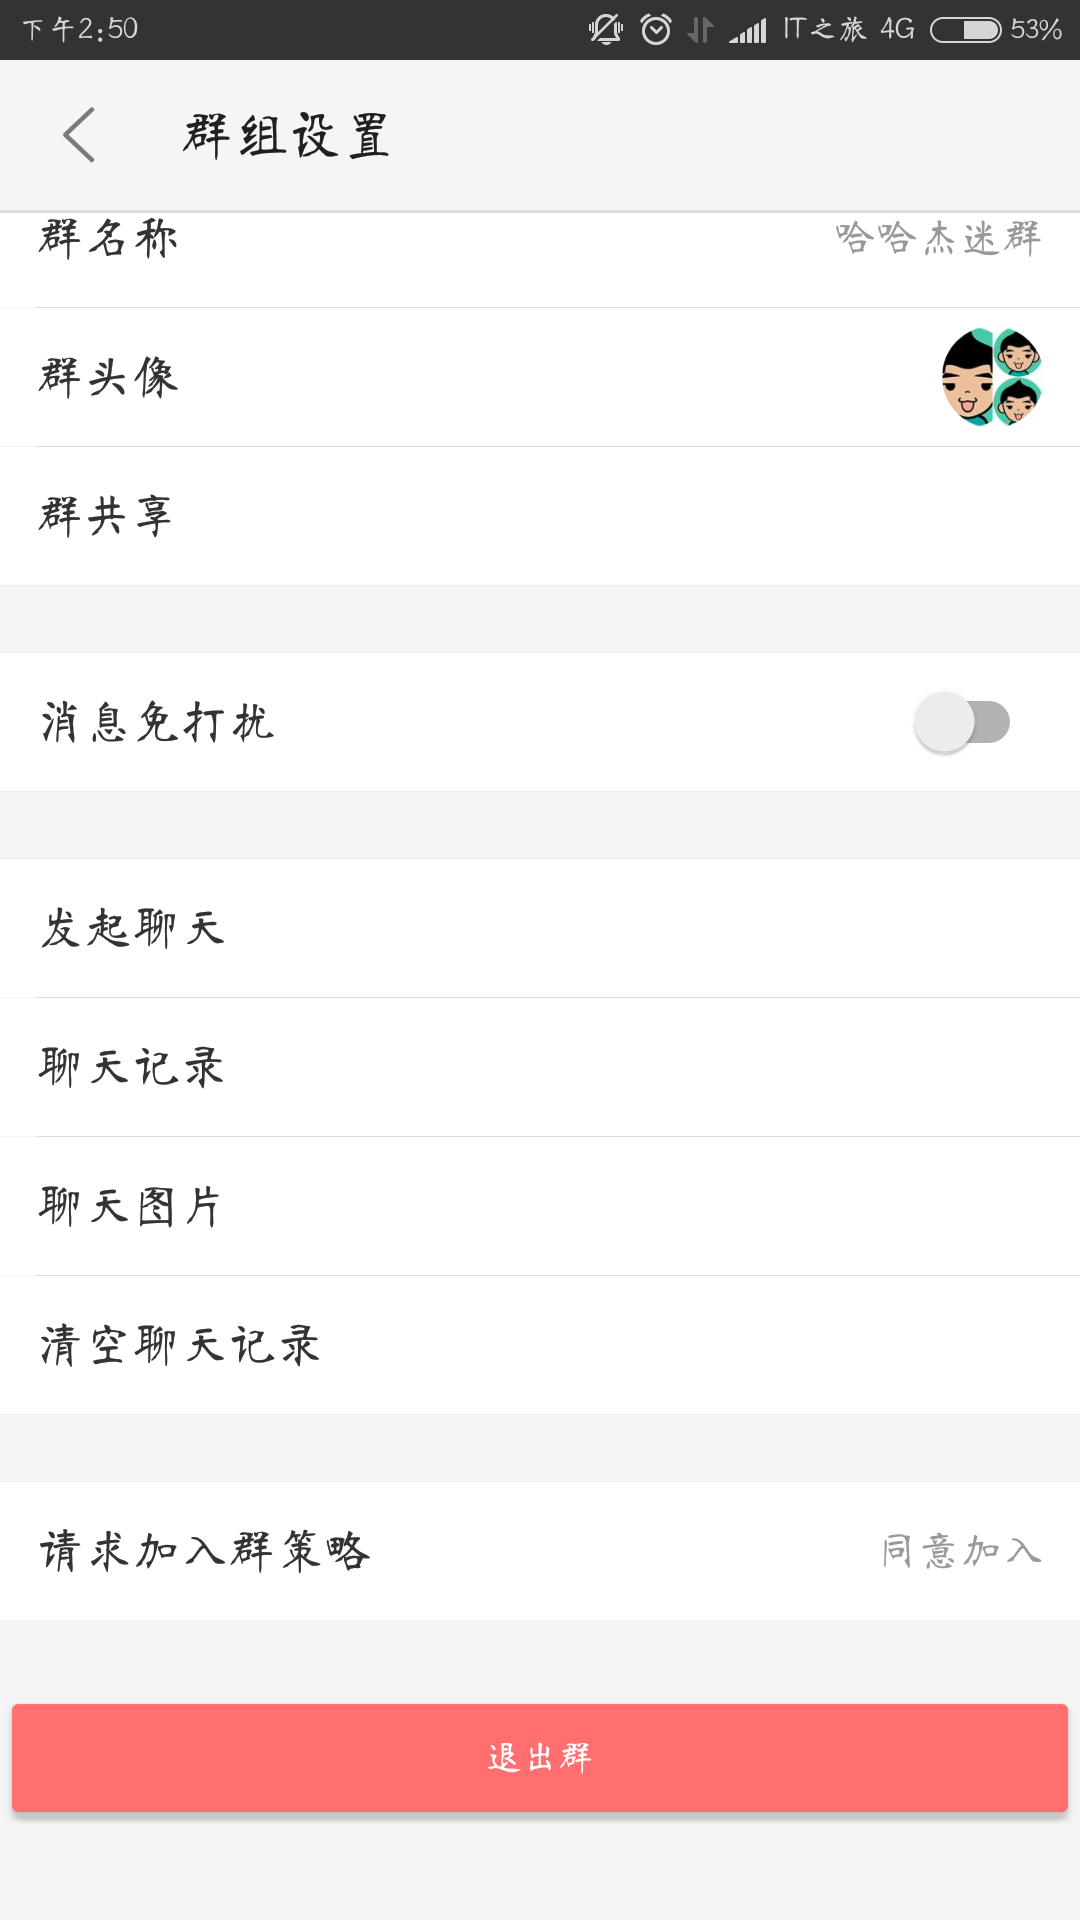 下午2:50 IT之旅 4G 53%
群组设置
群名称 哈哈杰迷群
群头像
群共享
消息免打扰
发起聊天
聊天记录
聊天图片
清空聊天记录
请求加入群策略 同意加入
退出群